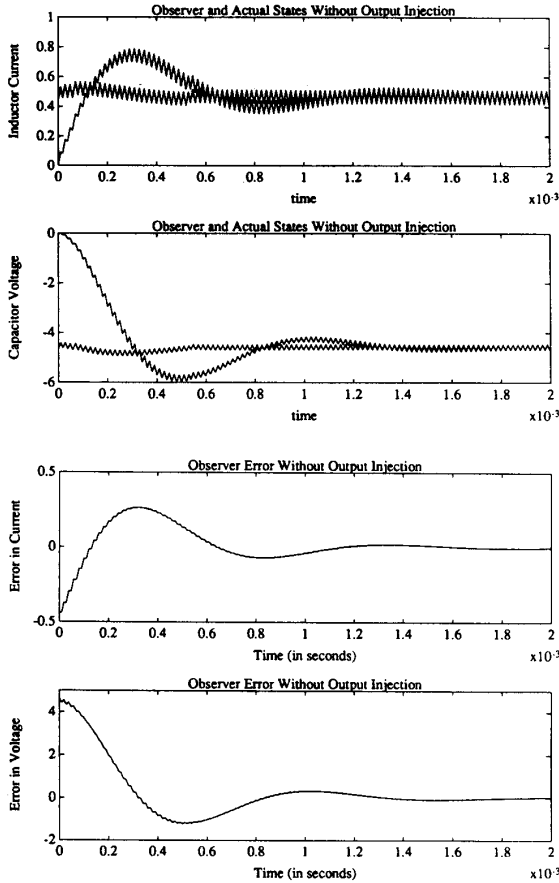 Observer and Actual States Without Output Injection
1
0.8
0.6
0.4
0.2
0
Inductor Current
0 0.2 0.4 0.6 0.8 1 1.2 1.4 1.6 1.8 2
time
x10-3
Observer and Actual States Without Output Injection
0
-2
-4
-6
Capacitor Voltage
0 0.2 0.4 0.6 0.8 1 1.2 1.4 1.6 1.8 2
time
x10-3
Observer Error Without Output Injection
0.5
0
-0.5
Error in Current
0 0.2 0.4 0.6 0.8 1 1.2 1.4 1.6 1.8 2
Time (in seconds)
x10-3
Observer Error Without Output Injection
4
2
0
-2
Error in Voltage
0 0.2 0.4 0.6 0.8 1 1.2 1.4 1.6 1.8 2
Time (in seconds)
x10-3